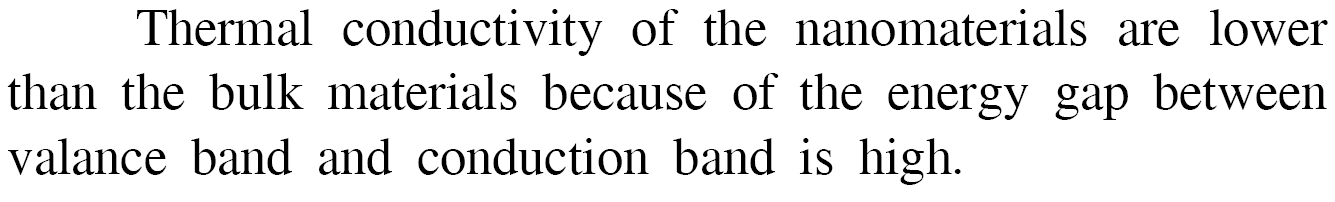 Thermal conductivity of the nanomaterials are lower
than the bulk materials because of the energy gap between
valance band and conduction band is high.